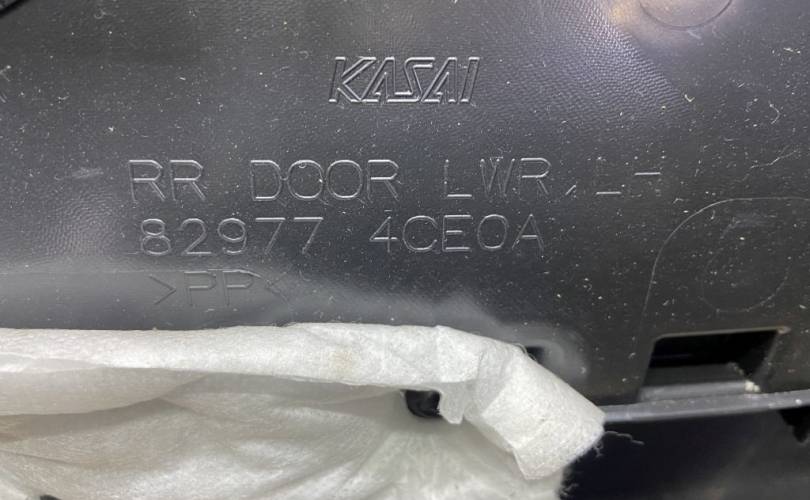 KASAI
RR DOOR LWR, LH
82977 4CE0A
>PP<